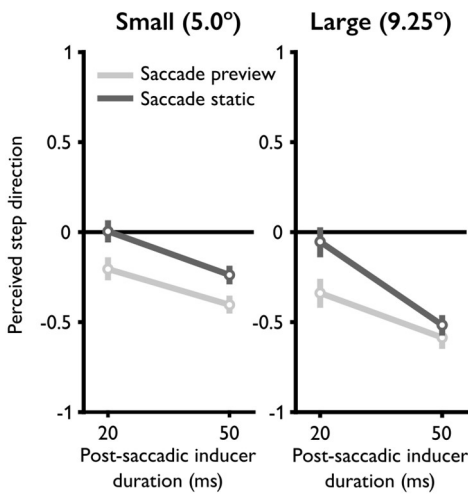 Small (5.0°) Large (9.25°)
Saccade preview
Saccade static
Perceived step direction
1 1
0.5 0.5
0 0
-0.5 -0.5
-1 -1
20 50 20 50
Post-saccadic inducer Post-saccadic inducer
duration (ms) duration (ms)